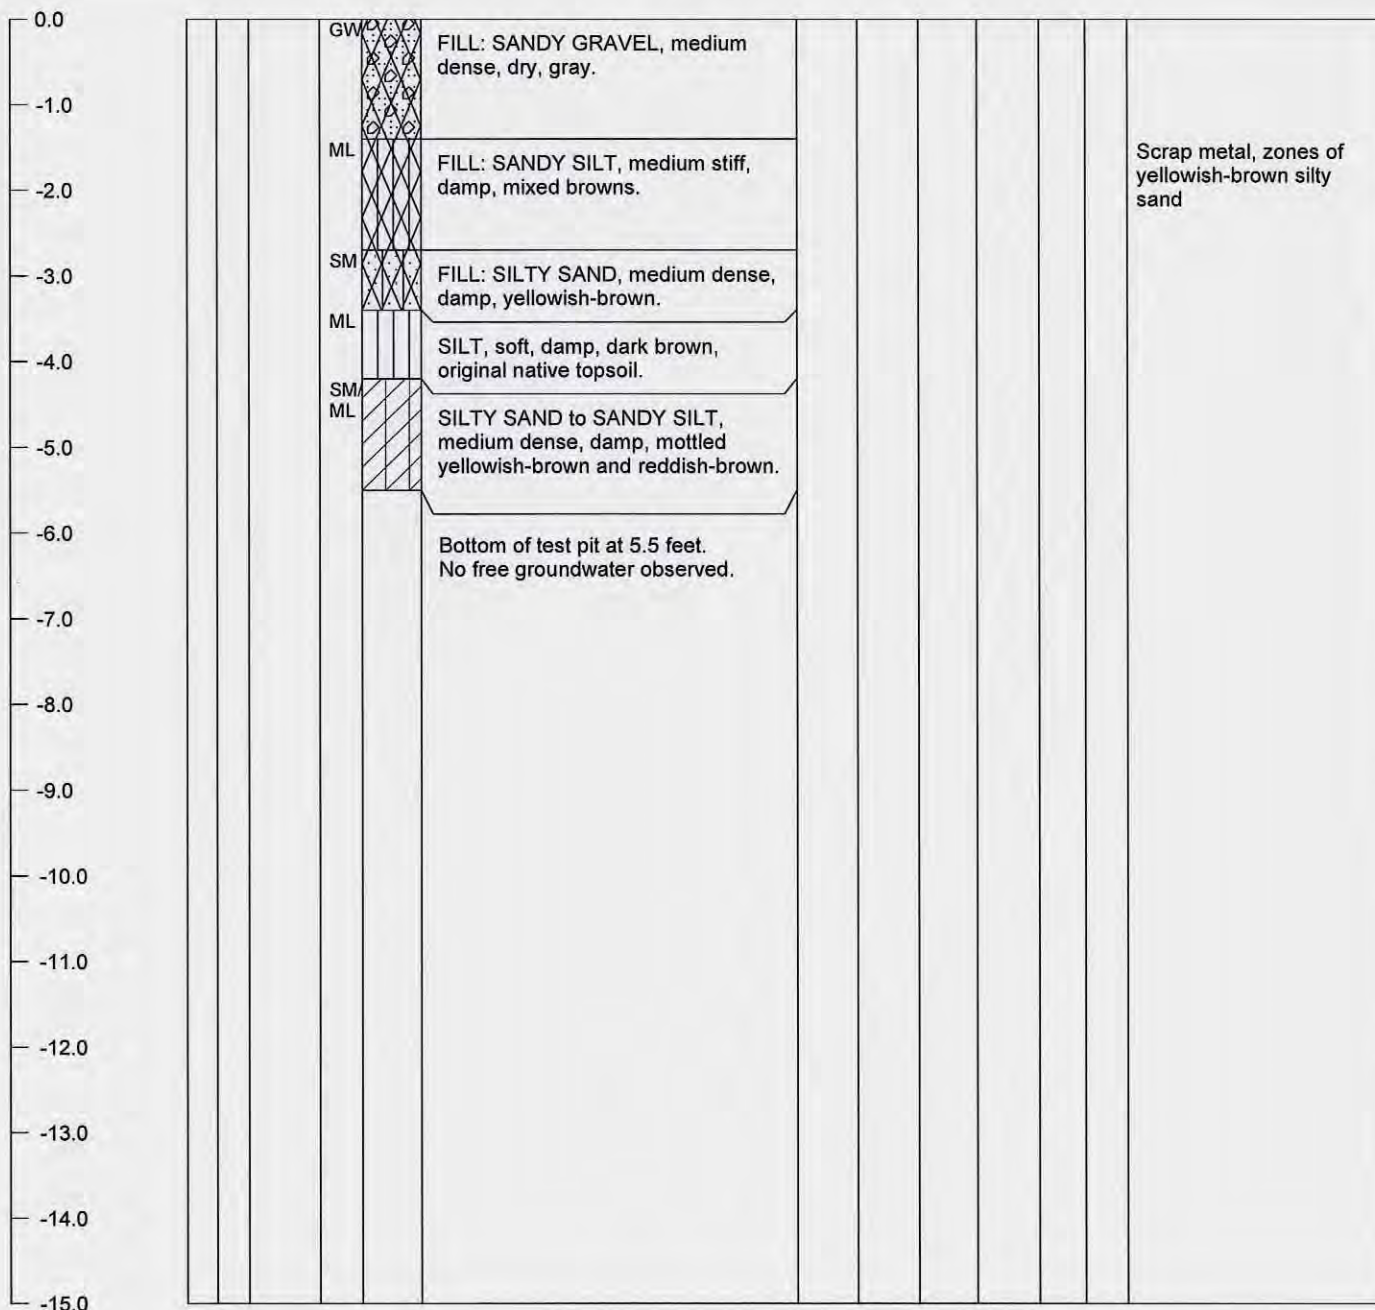 0.0
-1.0
-2.0
-3.0
-4.0
-5.0
-6.0
-7.0
-8.0
-9.0
-10.0
-11.0
-12.0
-13.0
-14.0
-15.0
GW
FILL: SANDY GRAVEL, medium
dense, dry, gray.
ML
FILL: SANDY SILT, medium stiff,
damp, mixed browns.
Scrap metal, zones of
yellowish-brown silty
sand
SM
FILL: SILTY SAND, medium dense,
damp, yellowish-brown.
ML
SILT, soft, damp, dark brown,
original native topsoil.
SM/
ML
SILTY SAND to SANDY SILT,
medium dense, damp, mottled
yellowish-brown and reddish-brown.
Bottom of test pit at 5.5 feet.
No free groundwater observed.